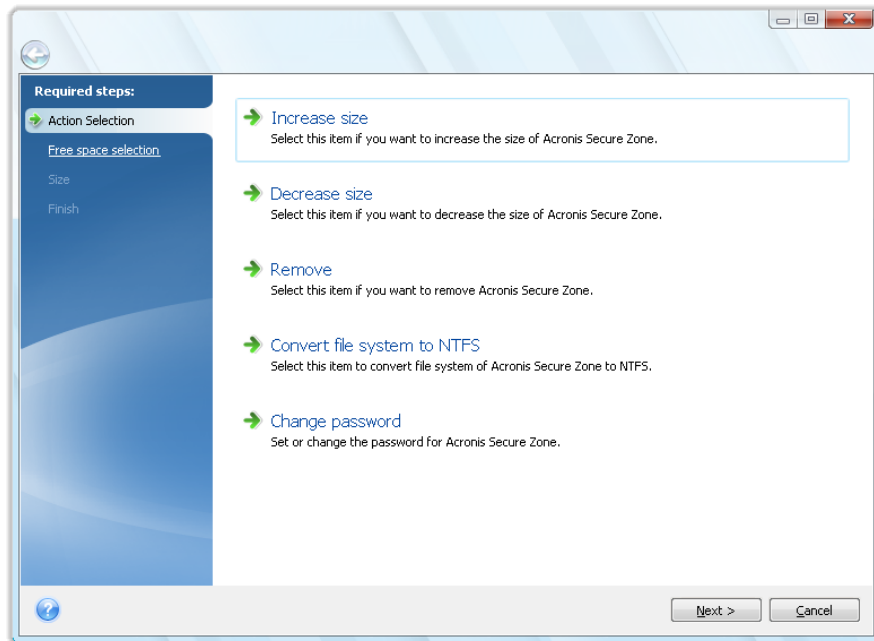 Required steps:
Action Selection
Free space selection
Size
Finish
Increase size
Select this item if you want to increase the size of Acronis Secure Zone.
Decrease size
Select this item if you want to decrease the size of Acronis Secure Zone.
Remove
Select this item if you want to remove Acronis Secure Zone.
Convert file system to NTFS
Select this item to convert file system of Acronis Secure Zone to NTFS.
Change password
Set or change the password for Acronis Secure Zone.
?
Next >
Cancel